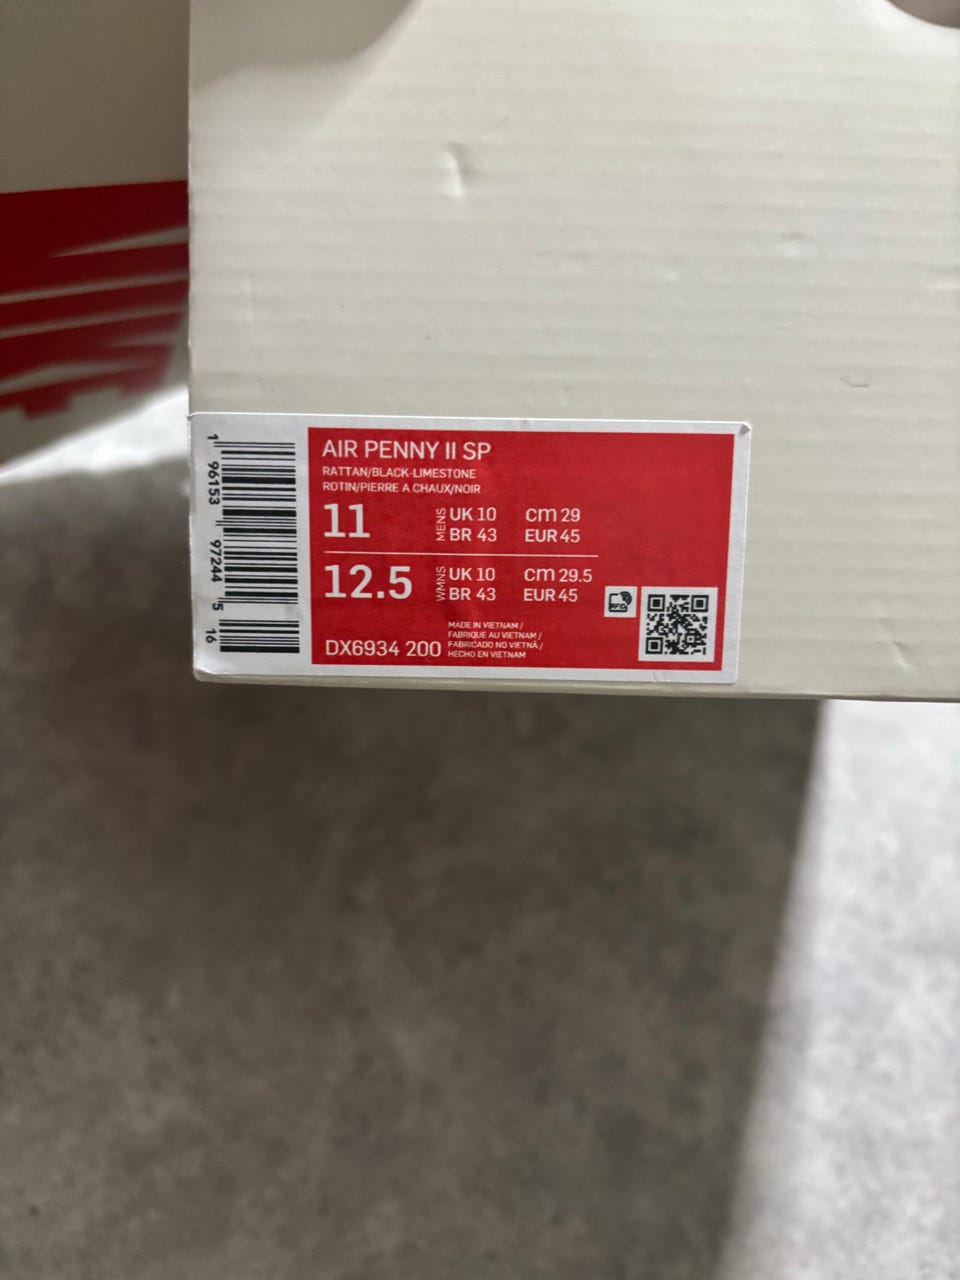 AIR PENNY II SP
RATTAN/BLACK-LIMESTONE
ROTIN/PIERRE A CHAUX/NOIR
11 MENS UK 10 cm 29
BR 43 EUR 45
12.5 WMNS UK 10 cm 29.5
BR 43 EUR 45
RFID
DX6934 200
MADE IN VIETNAM /
FABRIQUE AU VIETNAM /
FABRICADO NO VIETNÃ /
HECHO EN VIETNAM
1 96153 97244 5 16